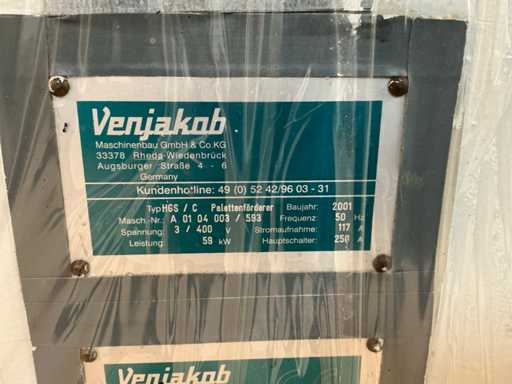 Venjakob
Maschinenbau GmbH & Co.KG
33378 Rheda-Wiedenbrück
Augsburger Straße 4 - 6
Germany
Kundenhotline: 49 (0) 52 42/96 03 - 31
Typ HGS / C Palettenförderer Baujahr: 2001
Masch.-Nr.: A 01 04 003 / 593 Frequenz: 50 Hz
Spannung: 3 / 400 V Stromaufnahme: 117 A
Leistung: 59 kW Hauptschalter: 250 A
Venjakob